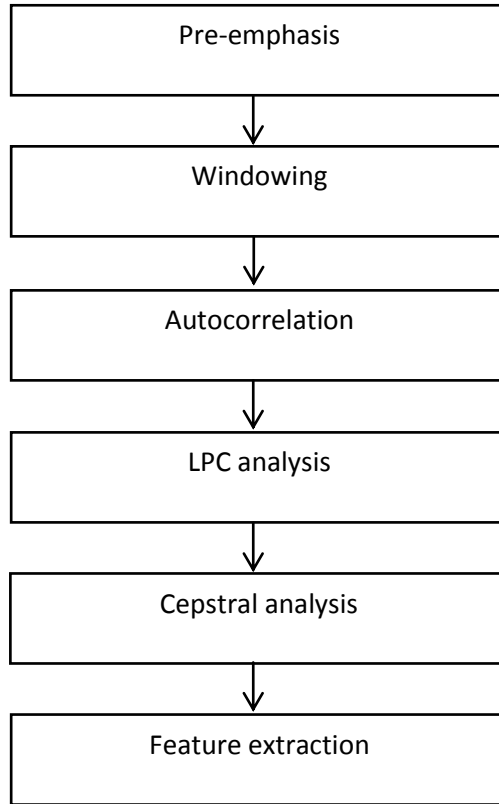 Pre-emphasis
Windowing
Autocorrelation
LPC analysis
Cepstral analysis
Feature extraction